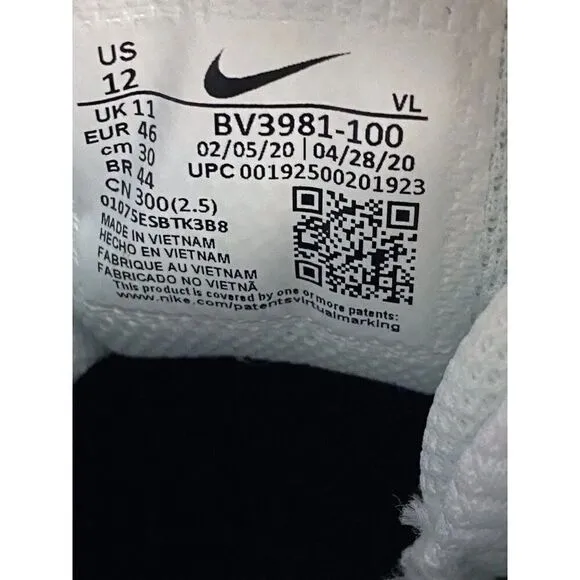 US
12
UK 11
EUR 46
cm 30
BR 44
CN 300(2.5)
01075ESBTK3B8
MADE IN VIETNAM
HECHO EN VIETNAM
FABRIQUE AU VIETNAM
FABRICADO NO VIETNÃ
This product is covered by one or more patents:
www.nike.com/patentsvirtualmarking
VL
BV3981-100
02/05/20 | 04/28/20
UPC 00192500201923